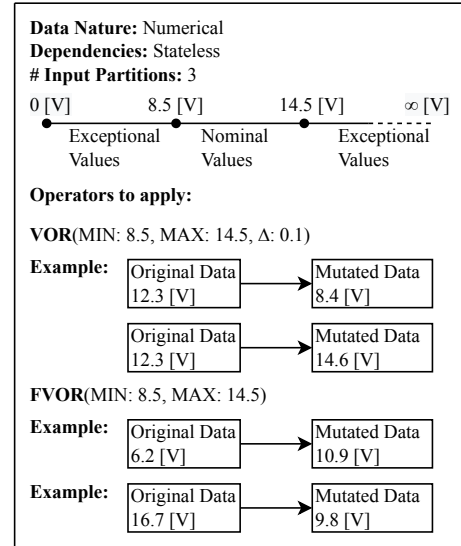 Data Nature: Numerical
Dependencies: Stateless
# Input Partitions: 3
0 [V] 8.5 [V] 14.5 [V] ∞ [V]
Exceptional Nominal Exceptional
Values Values Values
Operators to apply:
VOR(MIN: 8.5, MAX: 14.5, Δ: 0.1)
Example: Original Data Mutated Data
12.3 [V] 8.4 [V]
Original Data Mutated Data
12.3 [V] 14.6 [V]
FVOR(MIN: 8.5, MAX: 14.5)
Example: Original Data Mutated Data
6.2 [V] 10.9 [V]
Example: Original Data Mutated Data
16.7 [V] 9.8 [V]